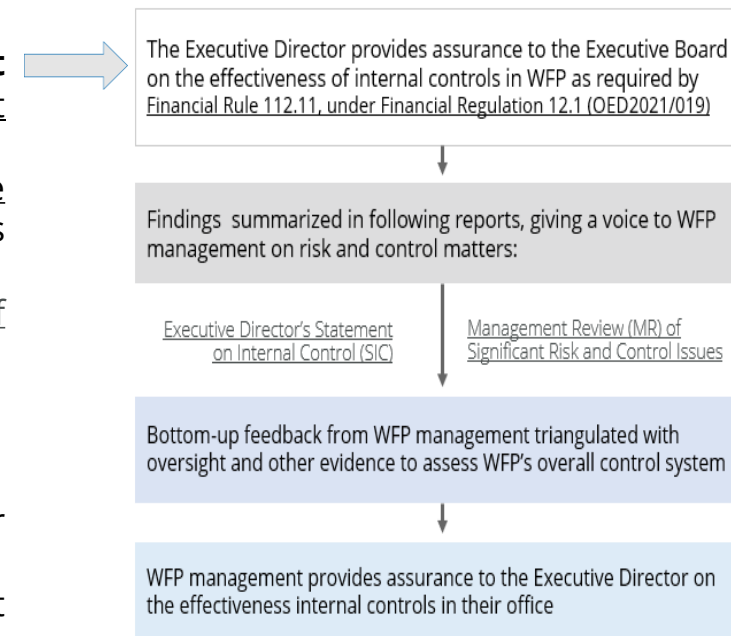 The Executive Director provides assurance to the Executive Board
on the effectiveness of internal controls in WFP as required by
Financial Rule 112.11, under Financial Regulation 12.1 (OED2021/019)
Findings summarized in following reports, giving a voice to WFP
management on risk and control matters:
Executive Director's Statement
on Internal Control (SIC)
Management Review (MR) of
Significant Risk and Control Issues
Bottom-up feedback from WFP management triangulated with
oversight and other evidence to assess WFP's overall control system
WFP management provides assurance to the Executive Director on
the effectiveness internal controls in their office